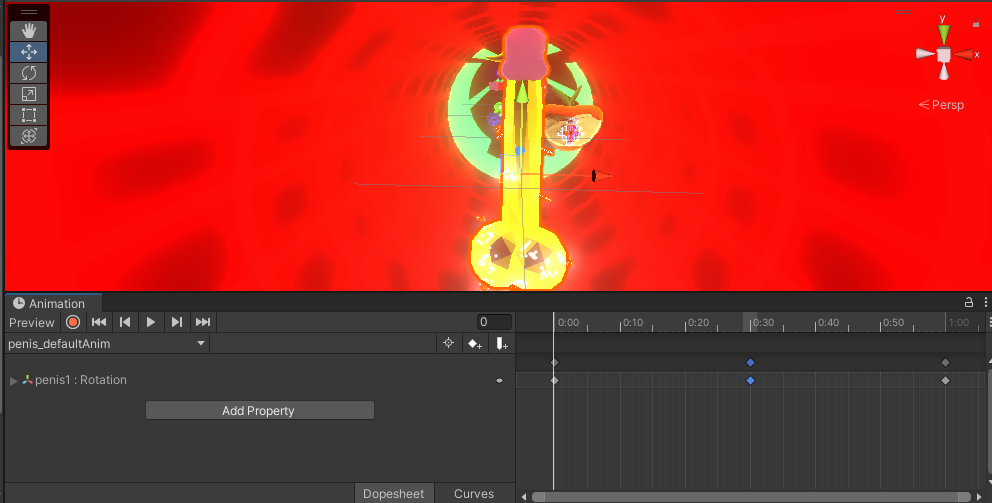 y
x
Persp
Animation
Preview
0
0:00 0:10 0:20 0:30 0:40 0:50 1:00
penis_defaultAnim
penis1 : Rotation
Add Property
Dopesheet Curves